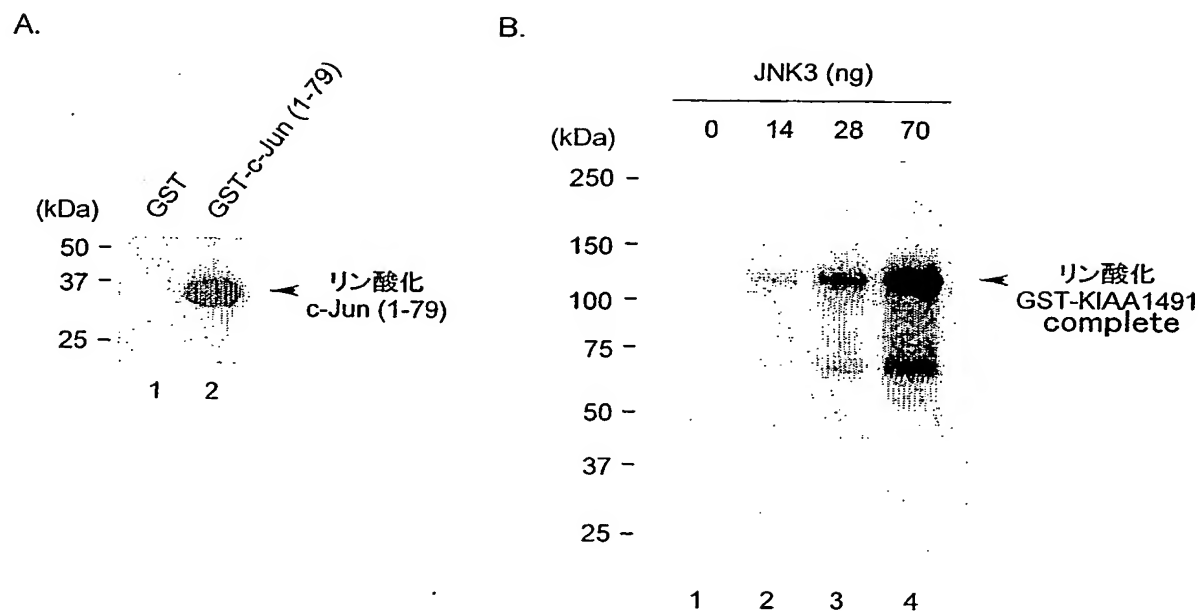 A.
(kDa)
GST
GST-c-Jun (1-79)
50
37
25
リン酸化
c-Jun (1-79)
1 2
B.
JNK3 (ng)
0 14 28 70
(kDa)
250
150
100
75
50
37
25
リン酸化
GST-KIAA1491
complete
1 2 3 4